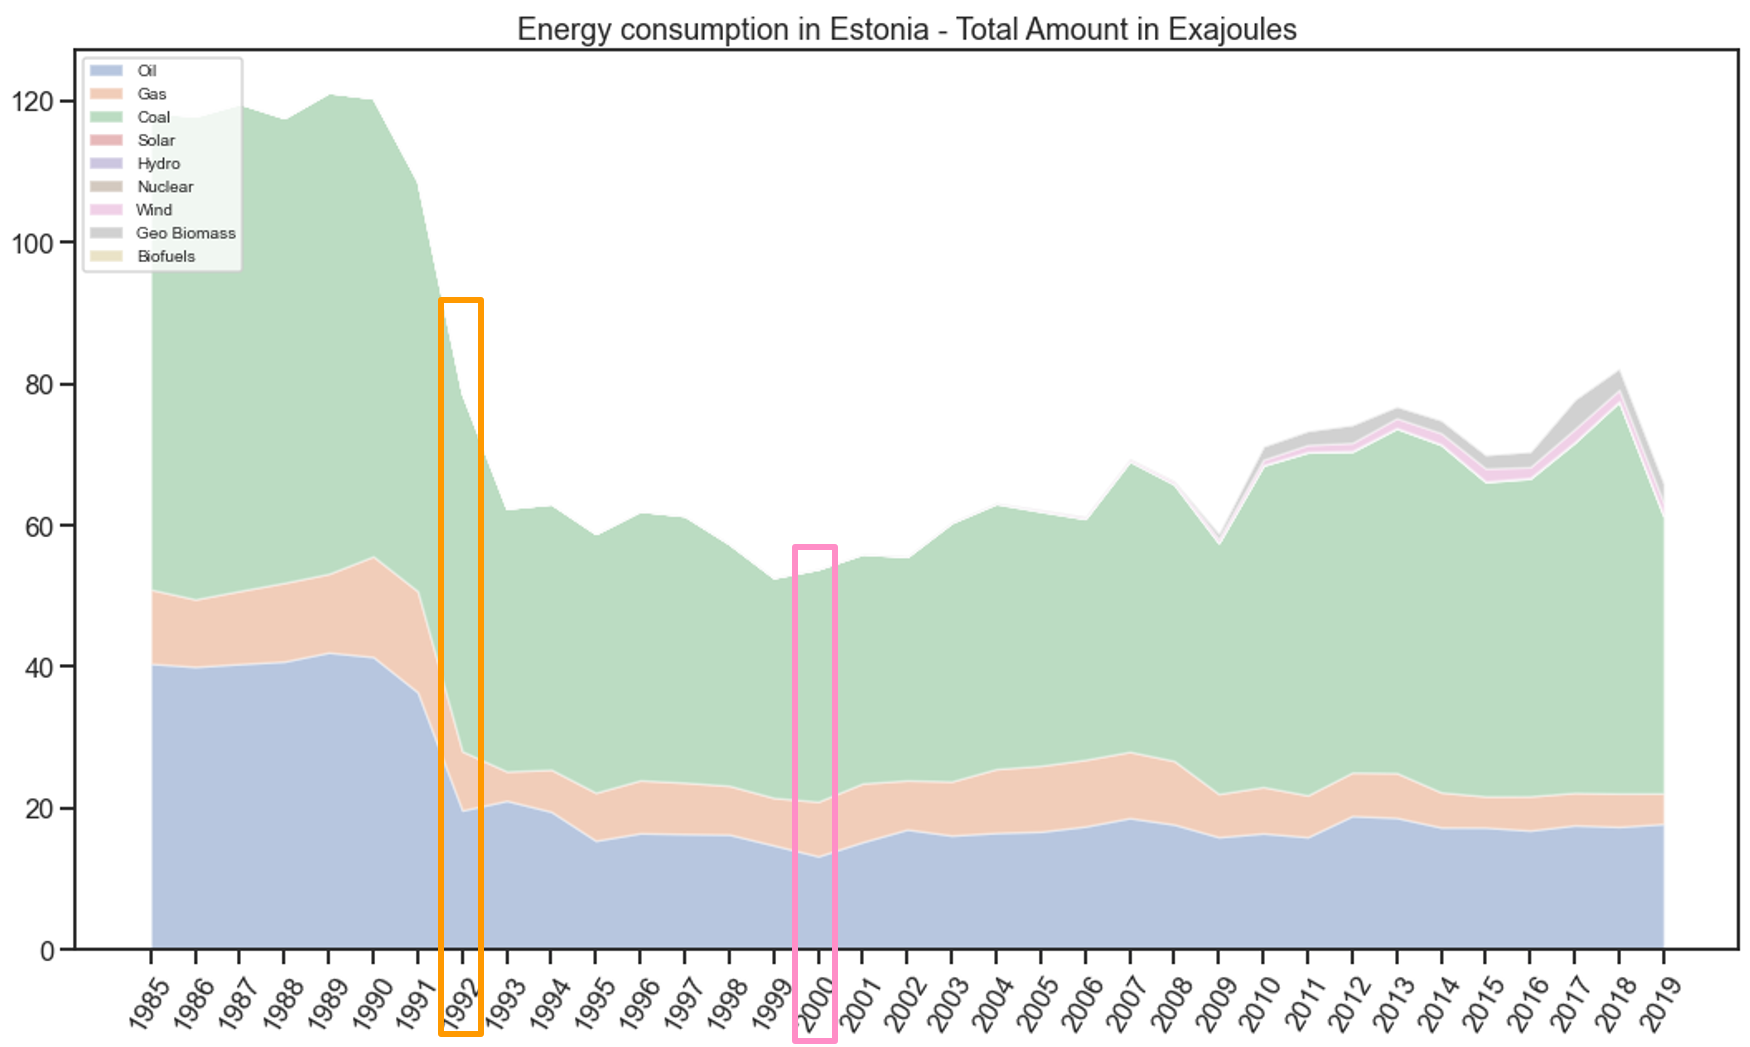 Energy consumption in Estonia - Total Amount in Exajoules
Oil
Gas
Coal
Solar
Hydro
Nuclear
Wind
Geo Biomass
Biofuels
120
100
80
60
40
20
0
1985 1986 1987 1988 1989 1990 1991 1992 1993 1994 1995 1996 1997 1998 1999 2000 2001 2002 2003 2004 2005 2006 2007 2008 2009 2010 2011 2012 2013 2014 2015 2016 2017 2018 2019